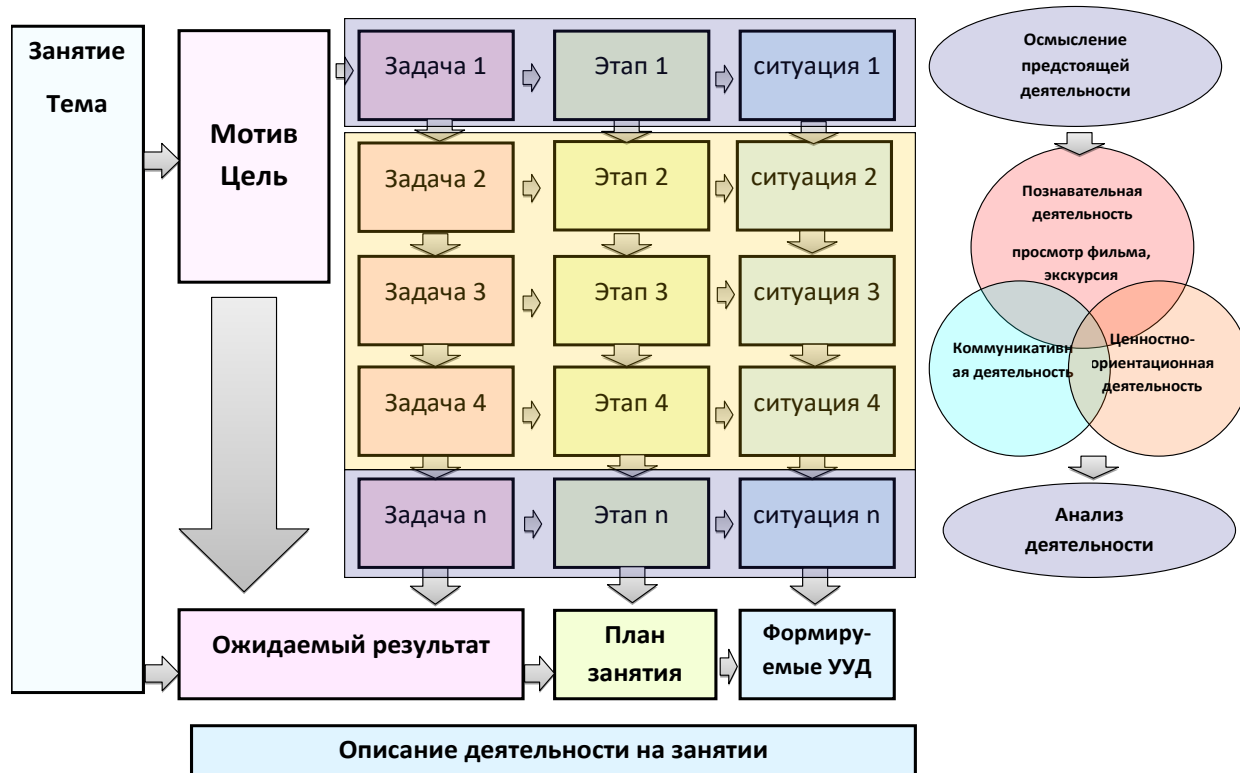 Занятие
Тема
Мотив
Цель
Задача 1
Этап 1
ситуация 1
Задача 2
Этап 2
ситуация 2
Задача 3
Этап 3
ситуация 3
Задача 4
Этап 4
ситуация 4
Задача n
Этап n
ситуация n
Ожидаемый результат
План
занятия
Формиру-
емые УУД
Описание деятельности на занятии
Осмысление
предстоящей
деятельности
Познавательная
деятельность
просмотр фильма,
экскурсия
Коммуникативн
ая деятельность
Ценностно-
ориентационная
деятельность
Анализ
деятельности